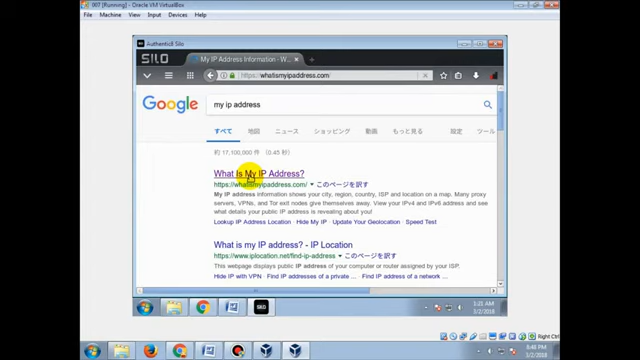 007 [Running] - Oracle VM VirtualBox
File Machine View Input Devices Help
Authentic8 Silo
SILO
My IP Address Information - W...
https://whatismyipaddress.com
Google
my ip address
すべて 地図 ニュース ショッピング 動画 もっと見る 設定 ツール
約 17,100,000 件 (0.45 秒)
What Is My IP Address?
https://whatismyipaddress.com/ このページを訳す
My IP address information shows your city, region, country, ISP and location on a map. Many proxy
servers, VPNs, and Tor exit nodes give themselves away. View your IPv4 and IPv6 address and see
what details your public IP address is revealing about you!
Lookup IP Address Location · Hide My IP · Update Your Geolocation · Speed Test
What is my IP address? - IP Location
https://www.iplocation.net/find-ip-address このページを訳す
This webpage displays public IP address of your computer or router assigned by your ISP.
Hide IP with VPN · Find IP addresses of a network · Find IP address of a network
SILO
1:21 AM
3/2/2018
Right Ctrl
8:48 PM
3/2/2018